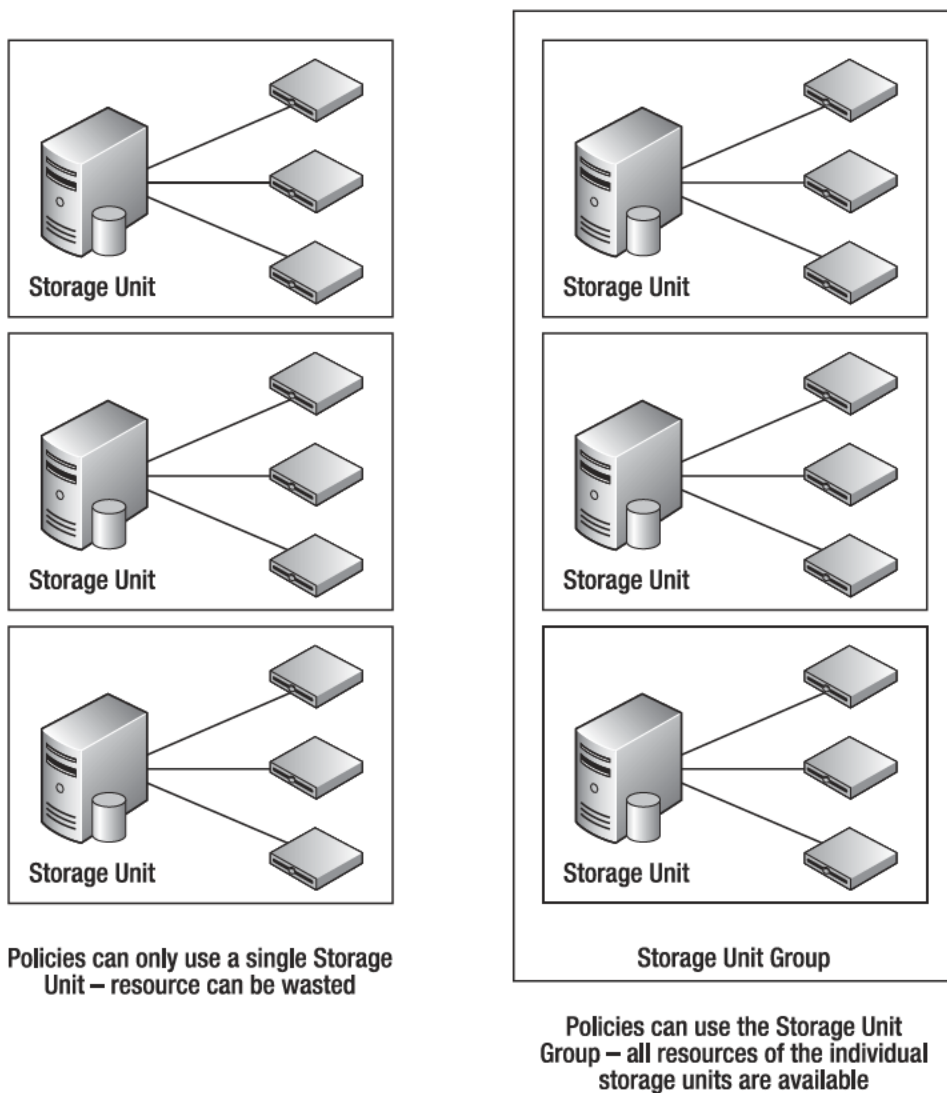 Storage Unit
Storage Unit
Storage Unit
Policies can only use a single Storage
Unit – resource can be wasted
Storage Unit
Storage Unit
Storage Unit
Storage Unit Group
Policies can use the Storage Unit
Group – all resources of the individual
storage units are available